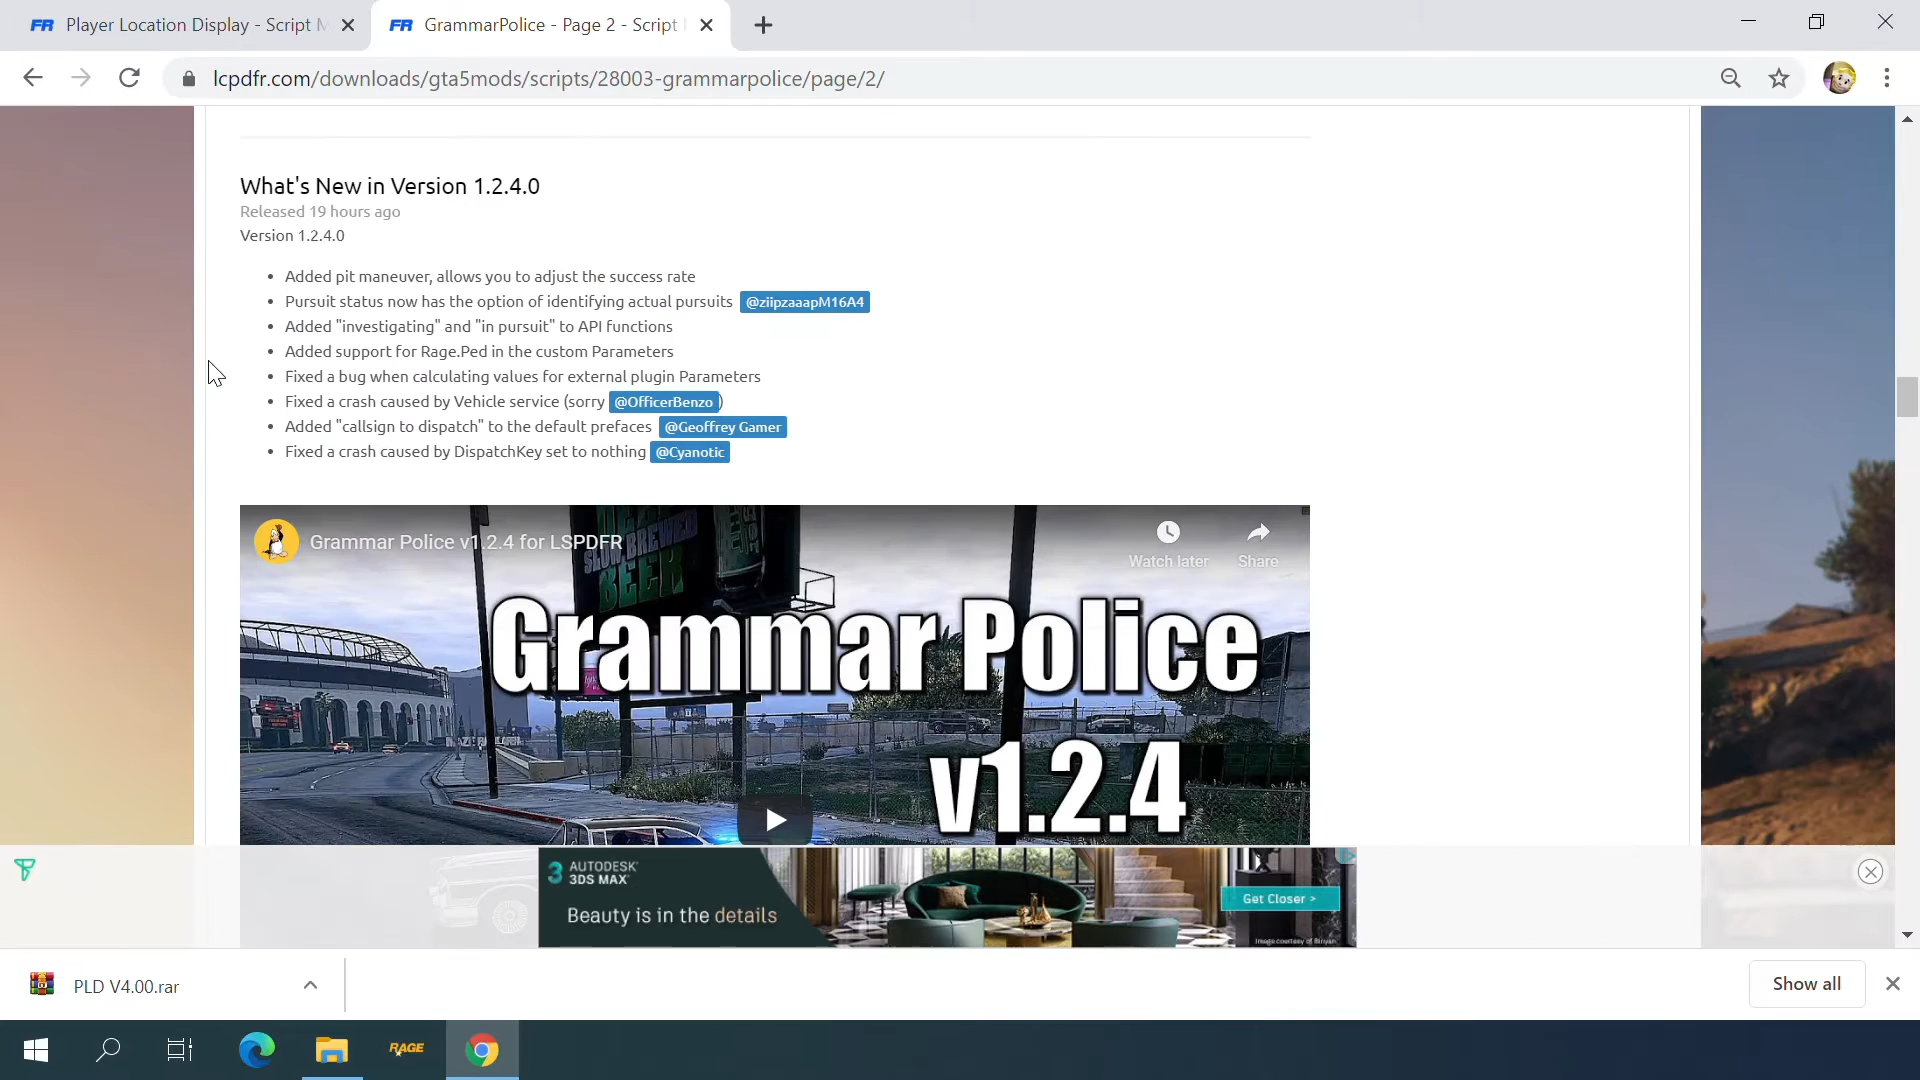 FR Player Location Display - Script M
FR GrammarPolice - Page 2 - Script
lcpdfr.com/downloads/gta5mods/scripts/28003-grammarpolice/page/2/
What's New in Version 1.2.4.0
Released 19 hours ago
Version 1.2.4.0
• Added pit maneuver, allows you to adjust the success rate
• Pursuit status now has the option of identifying actual pursuits @ziipzaaapM16A4
• Added "investigating" and "in pursuit" to API functions
• Added support for Rage.Ped in the custom Parameters
• Fixed a bug when calculating values for external plugin Parameters
• Fixed a crash caused by Vehicle service (sorry @OfficerBenzo )
• Added "callsign to dispatch" to the default prefaces @Geoffrey Gamer
• Fixed a crash caused by DispatchKey set to nothing @Cyanotic
Grammar Police v1.2.4 for LSPDFR
Watch later
Share
SLOW BREWED
BEER
Grammar Police
v1.2.4
3 AUTODESK
3DS MAX
Beauty is in the details
Get Closer >
PLD V4.00.rar
Show all
RAGE